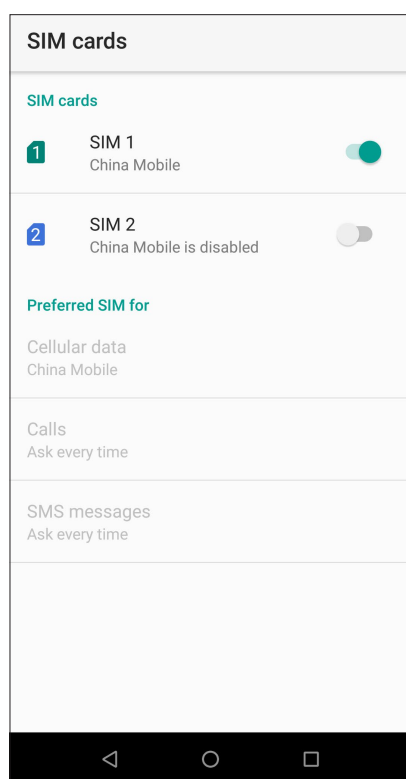 SIM cards
SIM cards
1
SIM 1
China Mobile
2
SIM 2
China Mobile is disabled
Preferred SIM for
Cellular data
China Mobile
Calls
Ask every time
SMS messages
Ask every time